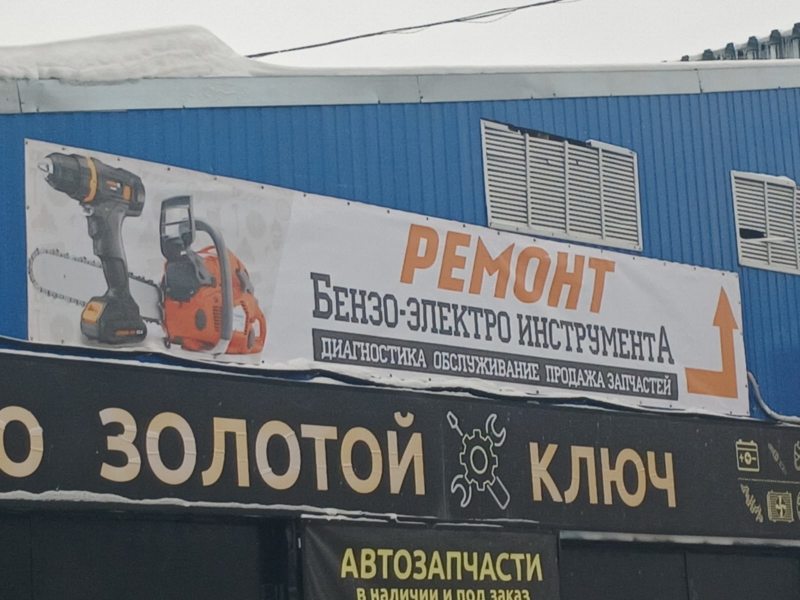 РЕМОНТ
БЕНЗО-ЭЛЕКТРО ИНСТРУМЕНТА
ДИАГНОСТИКА ОБСЛУЖИВАНИЕ ПРОДАЖА ЗАПЧАСТЕЙ
О ЗОЛОТОЙ КЛЮЧ
АВТОЗАПЧАСТИ
в наличии и под заказ